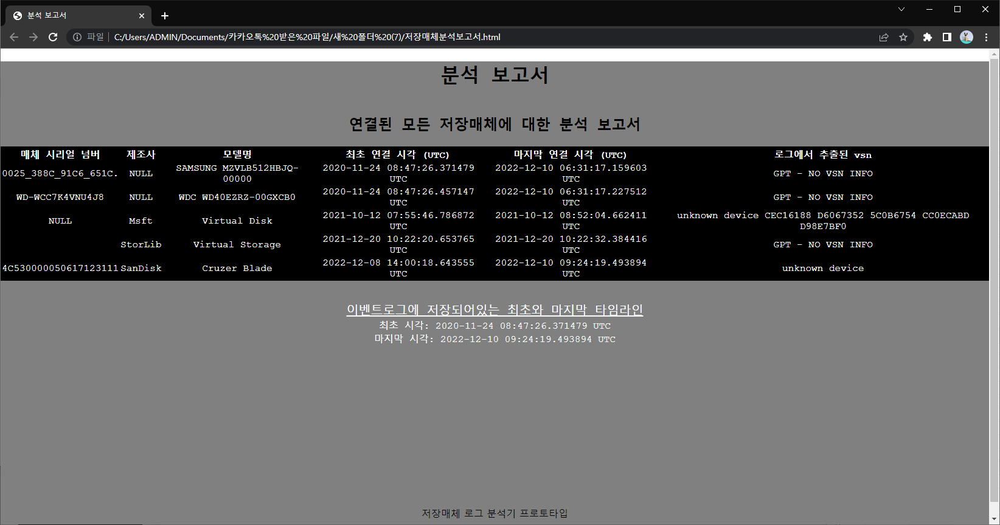 분석 보고서
파일
C:/Users/ADMIN/Documents/카카오톡%20받은%20파일/새%20폴더%20(7)/저장매체분석보고서.html
분석 보고서
연결된 모든 저장매체에 대한 분석 보고서
매체 시리얼 넘버 제조사 모델명 최초 연결 시각 (UTC) 마지막 연결 시각 (UTC) 로그에서 추출된 vsn
0025_388C_91C6_651C. NULL SAMSUNG MZVLB512HBJQ-00000 2020-11-24 08:47:26.371479 UTC 2022-12-10 06:31:17.159603 UTC GPT - NO VSN INFO
WD-WCC7K4VNU4J8 NULL WDC WD40EZRZ-00GXCB0 2020-11-24 08:47:26.457147 UTC 2022-12-10 06:31:17.227512 UTC GPT - NO VSN INFO
NULL Msft Virtual Disk 2021-10-12 07:55:46.786872 UTC 2021-10-12 08:52:04.662411 UTC unknown device CEC16188 D6067352 5C0B6754 CC0ECABD D98E7BF0
StorLib Virtual Storage 2021-12-20 10:22:20.653765 UTC 2021-12-20 10:22:32.384416 UTC GPT - NO VSN INFO
4C530000050617123111 SanDisk Cruzer Blade 2022-12-08 14:00:18.643555 UTC 2022-12-10 09:24:19.493894 UTC unknown device
이벤트로그에 저장되어있는 최초와 마지막 타임라인
최초 시각: 2020-11-24 08:47:26.371479 UTC
마지막 시각: 2022-12-10 09:24:19.493894 UTC
저장매체 로그 분석기 프로토타입